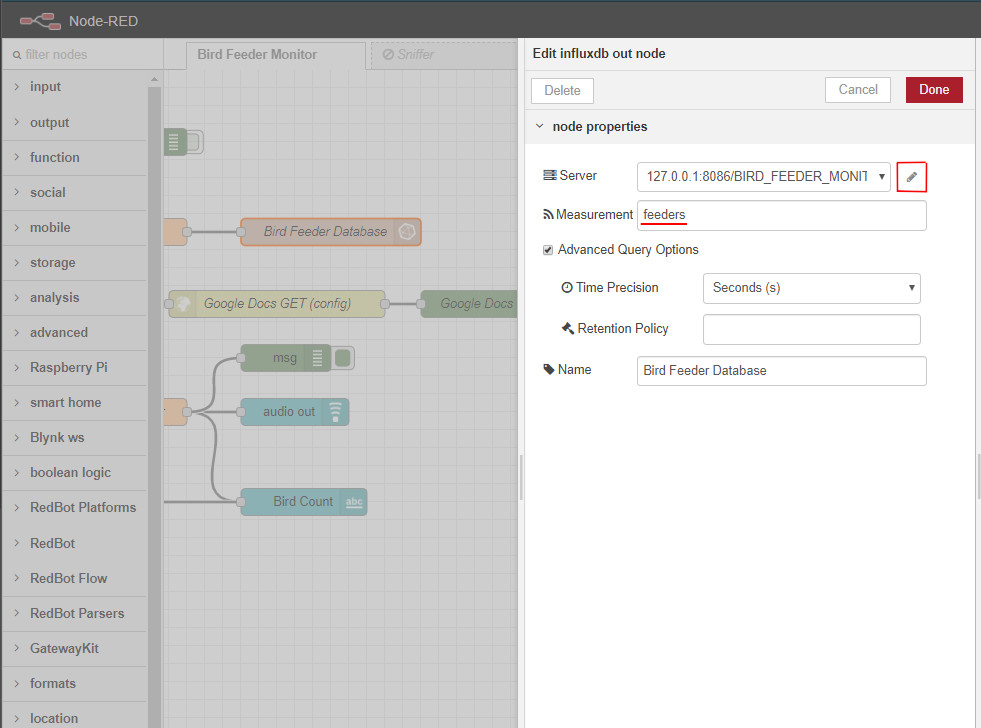 Node-RED
filter nodes
input
output
function
social
mobile
storage
analysis
advanced
Raspberry Pi
smart home
Blynk ws
boolean logic
RedBot Platforms
RedBot
RedBot Flow
RedBot Parsers
GatewayKit
formats
location
Bird Feeder Monitor
Sniffer
Bird Feeder Database
Google Docs GET (config)
Google Docs
msg
audio out
Bird Count
abc
Edit influxdb out node
Delete
Cancel
Done
node properties
Server
127.0.0.1:8086/BIRD_FEEDER_MONIT
Measurement
feeders
Advanced Query Options
Time Precision
Seconds (s)
Retention Policy
Name
Bird Feeder Database